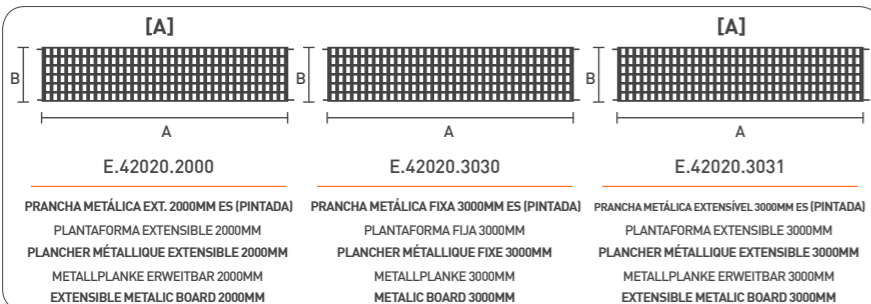 [A]
B
A
E.42020.2000
PRANCHA METÁLICA EXT. 2000MM ES (PINTADA)
PLANTAFORMA EXTENSIBLE 2000MM
PLANCHER MÉTALLIQUE EXTENSIBLE 2000MM
METALLPLANKE ERWEITBAR 2000MM
EXTENSIBLE METALIC BOARD 2000MM
B
A
E.42020.3030
PRANCHA METÁLICA FIXA 3000MM ES (PINTADA)
PLATAFORMA FIJA 3000MM
PLANCHER MÉTALLIQUE FIXE 3000MM
METALLPLANKE 3000MM
METALIC BOARD 3000MM
[A]
B
A
E.42020.3031
PRANCHA METÁLICA EXTENSÍVEL 3000MM ES (PINTADA)
PLANTAFORMA EXTENSIBLE 3000MM
PLANCHER MÉTALLIQUE EXTENSIBLE 3000MM
METALLPLANKE ERWEITBAR 3000MM
EXTENSIBLE METALIC BOARD 3000MM